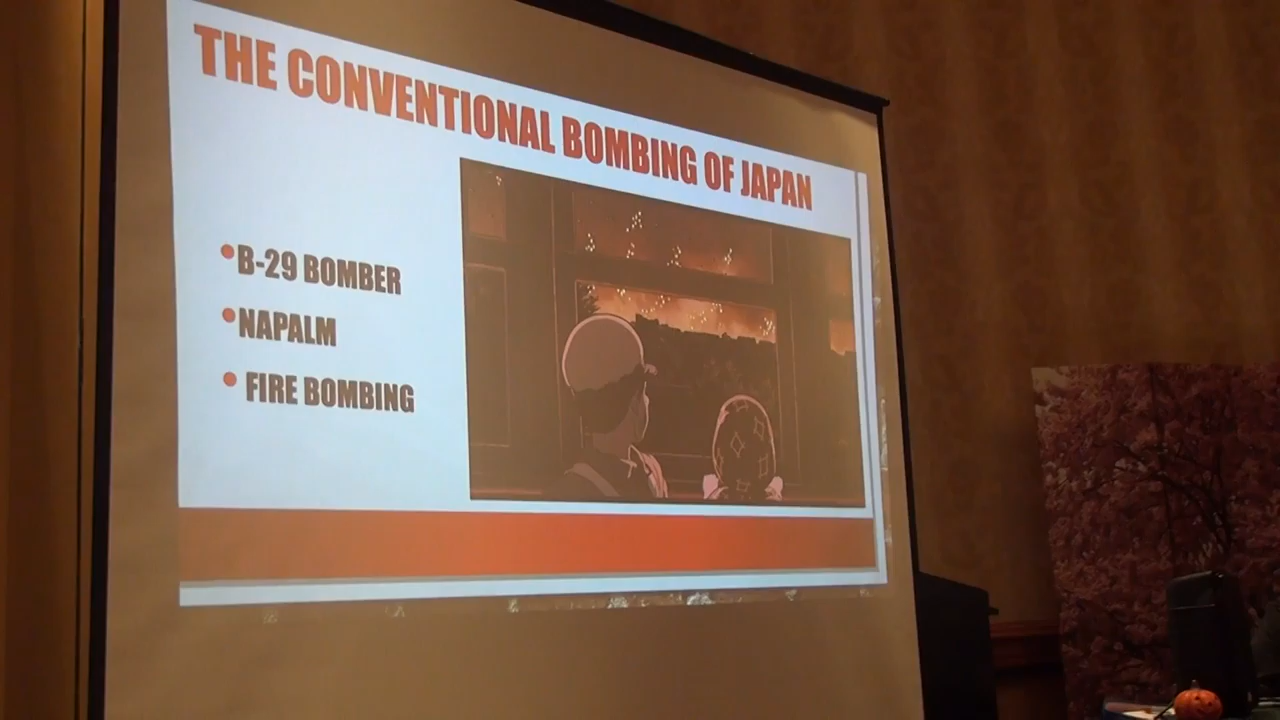 THE CONVENTIONAL BOMBING OF JAPAN
•B-29 BOMBER
•NAPALM
• FIRE BOMBING